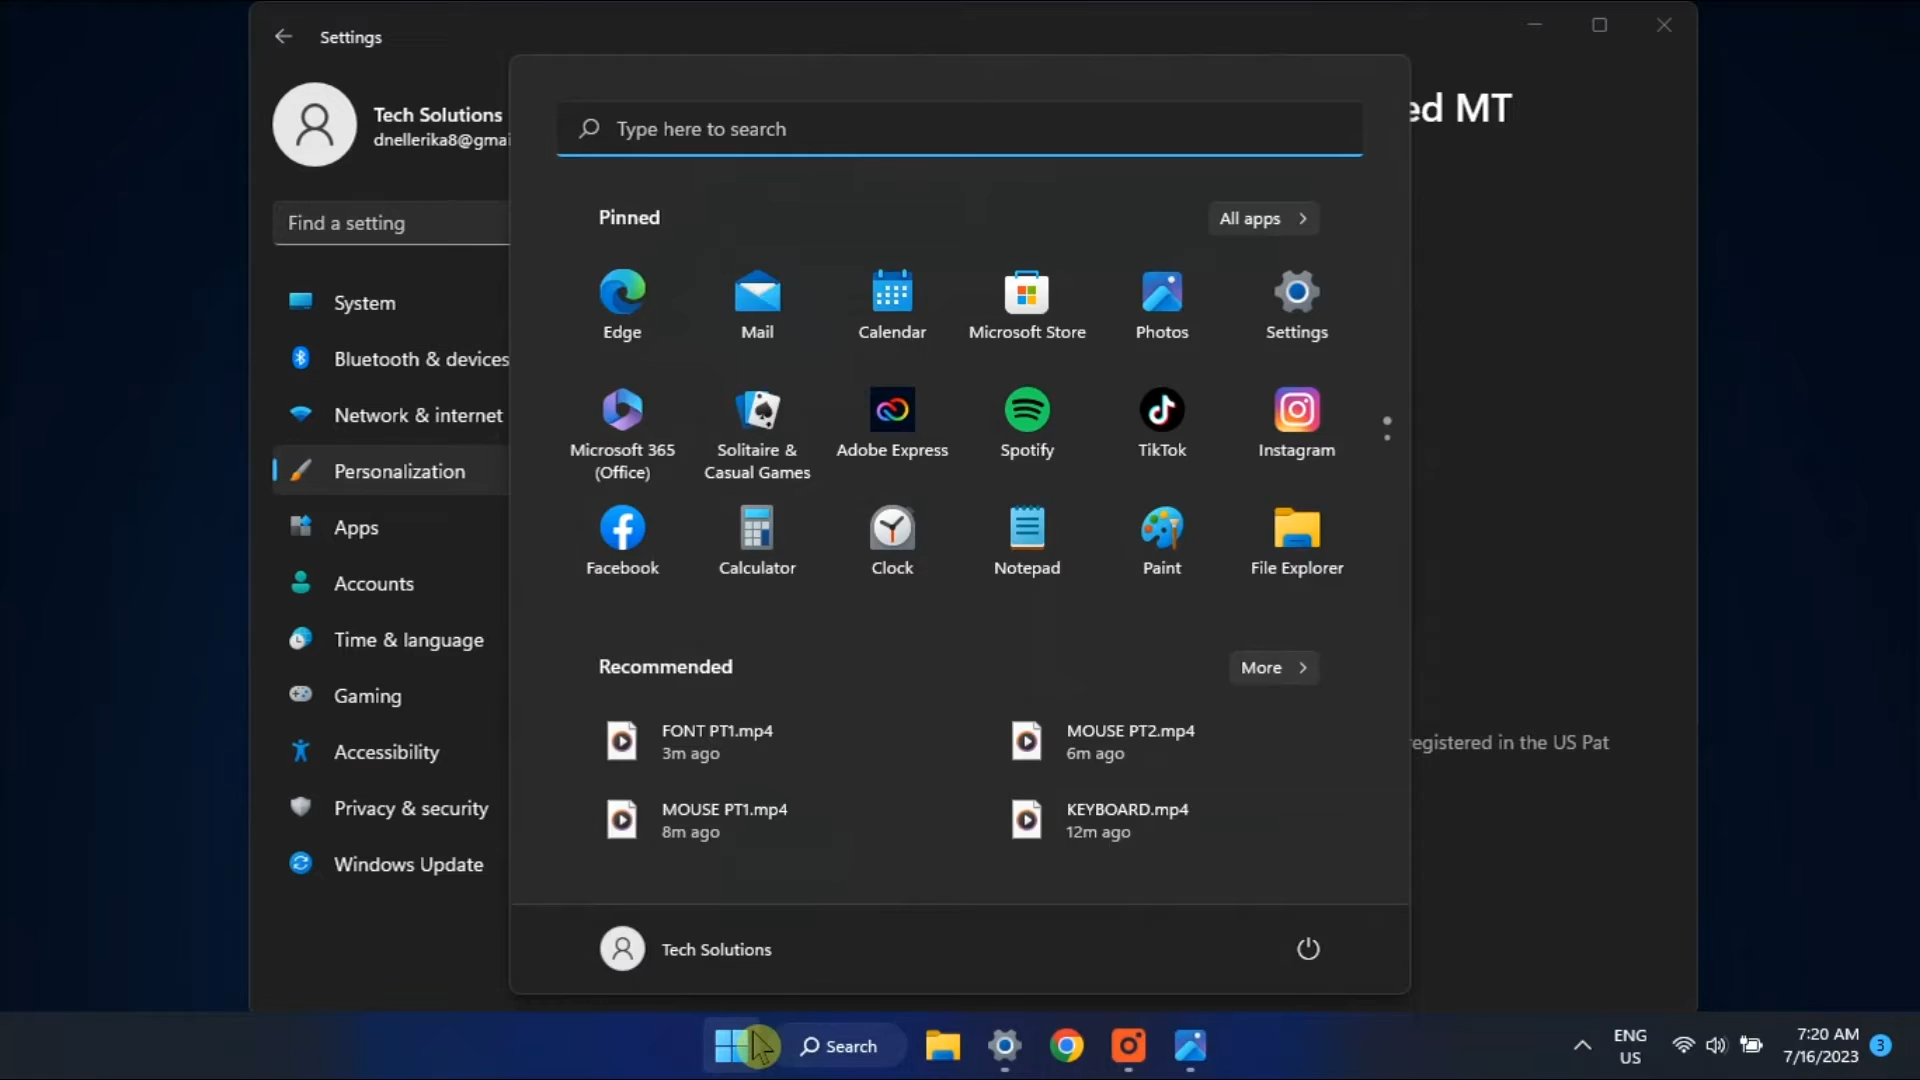 Settings
Tech Solutions
dnellerika8@gmai
ed MT
Find a setting
System
Bluetooth & devices
Network & internet
Personalization
Apps
Accounts
Time & language
Gaming
Accessibility
Privacy & security
Windows Update
registered in the US Pat
Type here to search
Pinned
All apps
Edge
Mail
Calendar
Microsoft Store
Photos
Settings
Microsoft 365
(Office)
Solitaire &
Casual Games
Adobe Express
Spotify
TikTok
Instagram
Facebook
Calculator
Clock
Notepad
Paint
File Explorer
Recommended
More
FONT PT1.mp4
3m ago
MOUSE PT2.mp4
6m ago
MOUSE PT1.mp4
8m ago
KEYBOARD.mp4
12m ago
Tech Solutions
Search
ENG
US
7:20 AM
7/16/2023
3